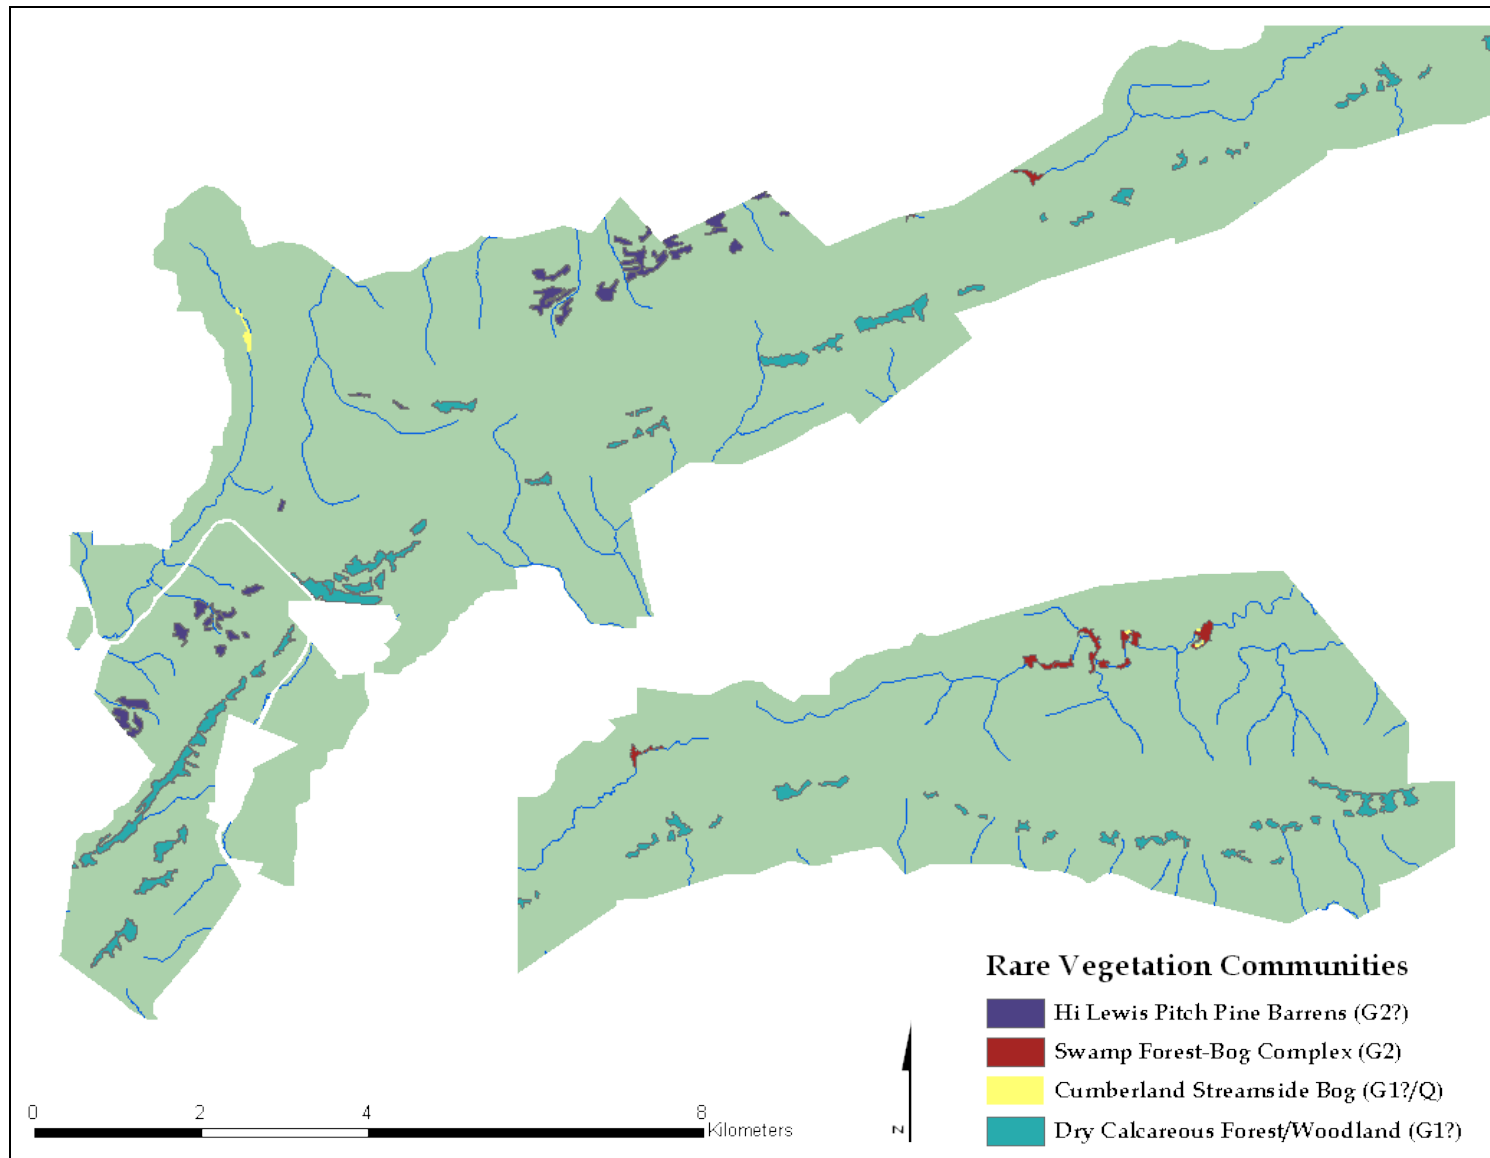 Rare Vegetation Communities
Hi Lewis Pitch Pine Barrens (G2?)
Swamp Forest-Bog Complex (G2)
Cumberland Streamside Bog (G1?/Q)
Dry Calcareous Forest/Woodland (G1?)
0 2 4 8
Kilometers
N